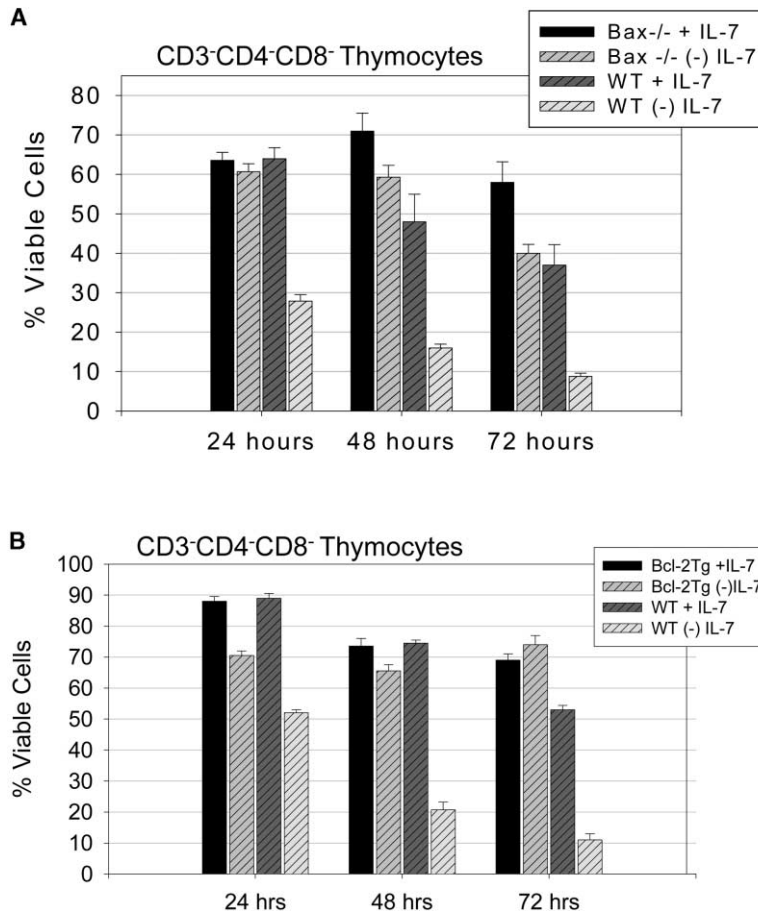 A
CD3-CD4-CD8- Thymocytes
Bax-/- + IL-7
Bax -/- (-) IL-7
WT + IL-7
WT (-) IL-7
% Viable Cells
80
70
60
50
40
30
20
10
0
24 hours 48 hours 72 hours
B
CD3-CD4-CD8- Thymocytes
Bcl-2Tg +IL-7
Bcl-2Tg (-)IL-7
WT + IL-7
WT (-) IL-7
% Viable Cells
100
90
80
70
60
50
40
30
20
10
0
24 hrs 48 hrs 72 hrs